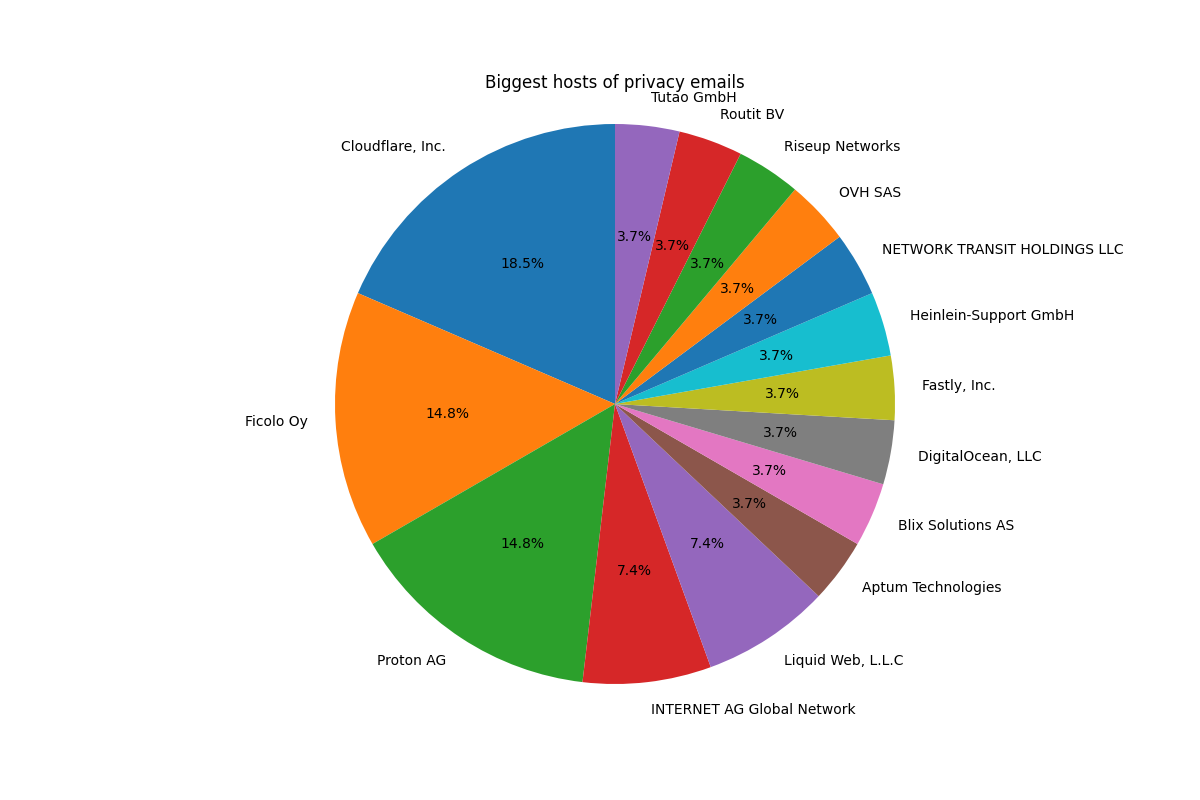 Biggest hosts of privacy emails
Tutao GmbH
Routit BV
Riseup Networks
OVH SAS
NETWORK TRANSIT HOLDINGS LLC
Heinlein-Support GmbH
Fastly, Inc.
DigitalOcean, LLC
Blix Solutions AS
Aptum Technologies
Liquid Web, L.L.C
INTERNET AG Global Network
Proton AG
Ficolo Oy
Cloudflare, Inc.
3.7%
3.7%
3.7%
3.7%
3.7%
3.7%
3.7%
3.7%
3.7%
3.7%
7.4%
7.4%
14.8%
14.8%
18.5%